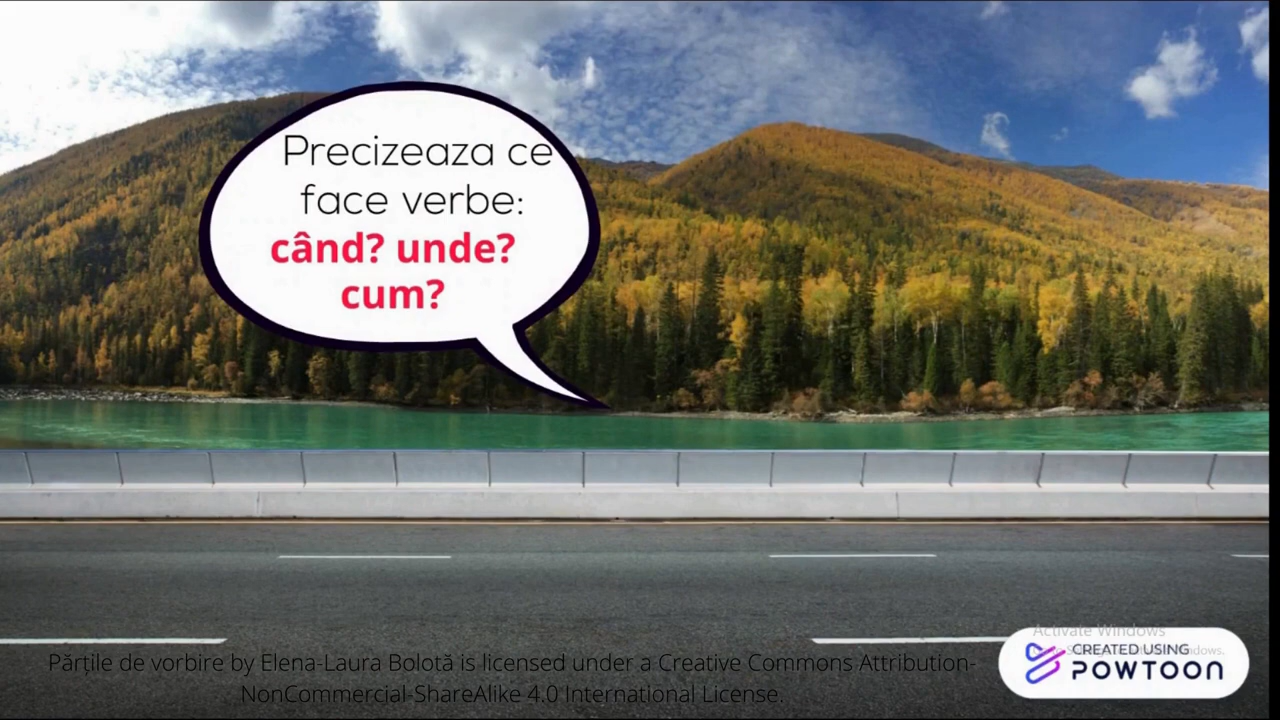 Precizeaza ce
face verbe:
când? unde?
cum?
Activate Windows
CREATED USING
POWTOON
Părțile de vorbire by Elena-Laura Bolotă is licensed under a Creative Commons Attribution-
NonCommercial-ShareAlike 4.0 International License.